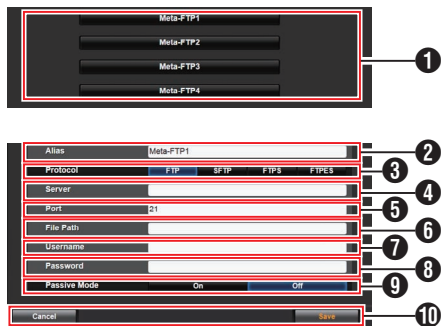 Meta-FTP1
Meta-FTP2
Meta-FTP3
Meta-FTP4
1
Alias Meta-FTP1 2
Protocol FTP SFTP FTPS FTPES 3
Server 4
Port 21 5
File Path 6
Username 7
Password 8
Passive Mode On Off 9
Cancel Save 10